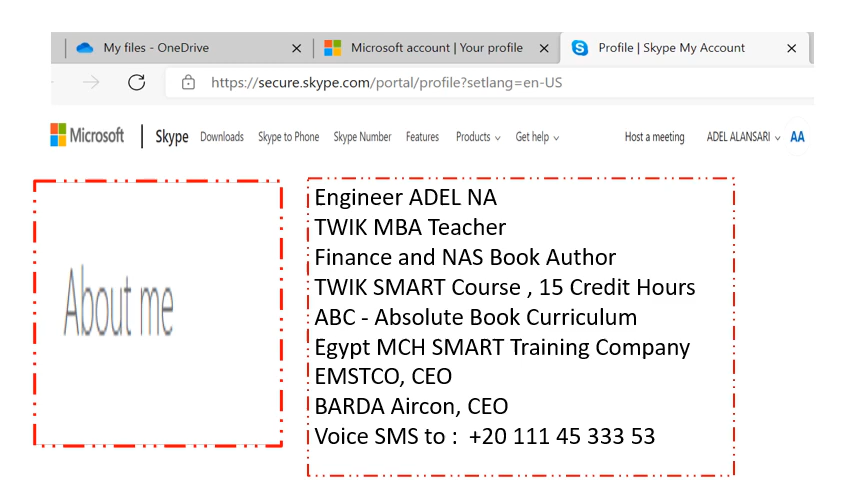 My files - OneDrive
Microsoft account | Your profile
Profile | Skype My Account
https://secure.skype.com/portal/profile?setlang=en-US
Microsoft | Skype Downloads Skype to Phone Skype Number Features Products Get help Host a meeting ADEL ALANSARI AA
About me
Engineer ADEL NA
TWIK MBA Teacher
Finance and NAS Book Author
TWIK SMART Course , 15 Credit Hours
ABC - Absolute Book Curriculum
Egypt MCH SMART Training Company
EMSTCO, CEO
BARDA Aircon, CEO
Voice SMS to : +20 111 45 333 53